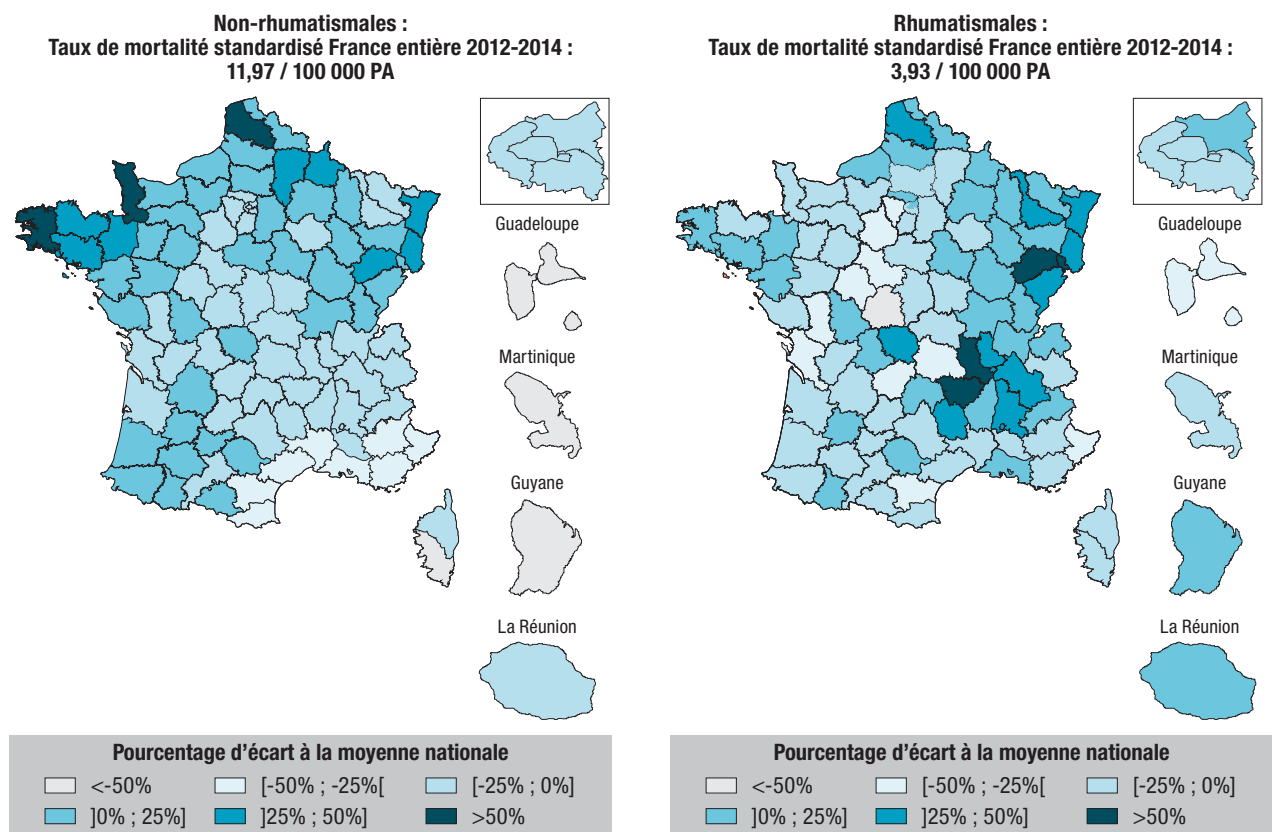 Non-rhumatismales :
Taux de mortalité standardisé France entière 2012-2014 :
11,97 / 100 000 PA
Guadeloupe
Martinique
Guyane
La Réunion
Pourcentage d'écart à la moyenne nationale
<-50% [-50% ; -25%[ [-25% ; 0%]
]0% ; 25%] ]25% ; 50%] >50%
Rhumatismales :
Taux de mortalité standardisé France entière 2012-2014 :
3,93 / 100 000 PA
Guadeloupe
Martinique
Guyane
La Réunion
Pourcentage d'écart à la moyenne nationale
<-50% [-50% ; -25%[ [-25% ; 0%]
]0% ; 25%] ]25% ; 50%] >50%